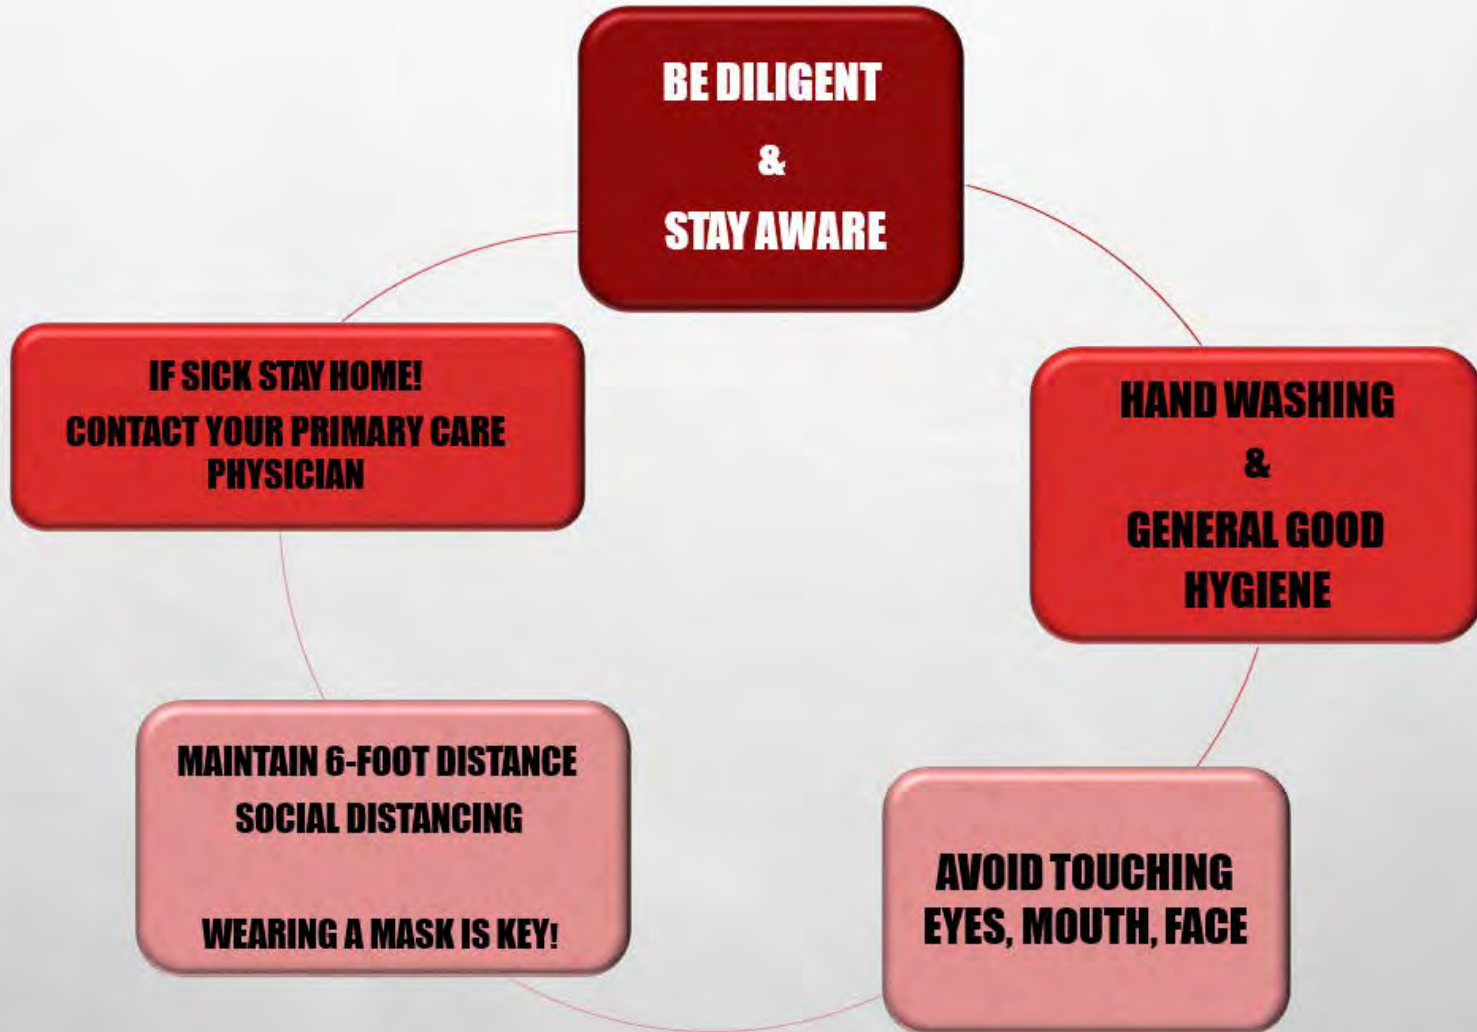 BE DILIGENT
&
STAY AWARE
HAND WASHING
&
GENERAL GOOD
HYGIENE
AVOID TOUCHING
EYES, MOUTH, FACE
MAINTAIN 6-FOOT DISTANCE
SOCIAL DISTANCING
WEARING A MASK IS KEY!
IF SICK STAY HOME!
CONTACT YOUR PRIMARY CARE
PHYSICIAN